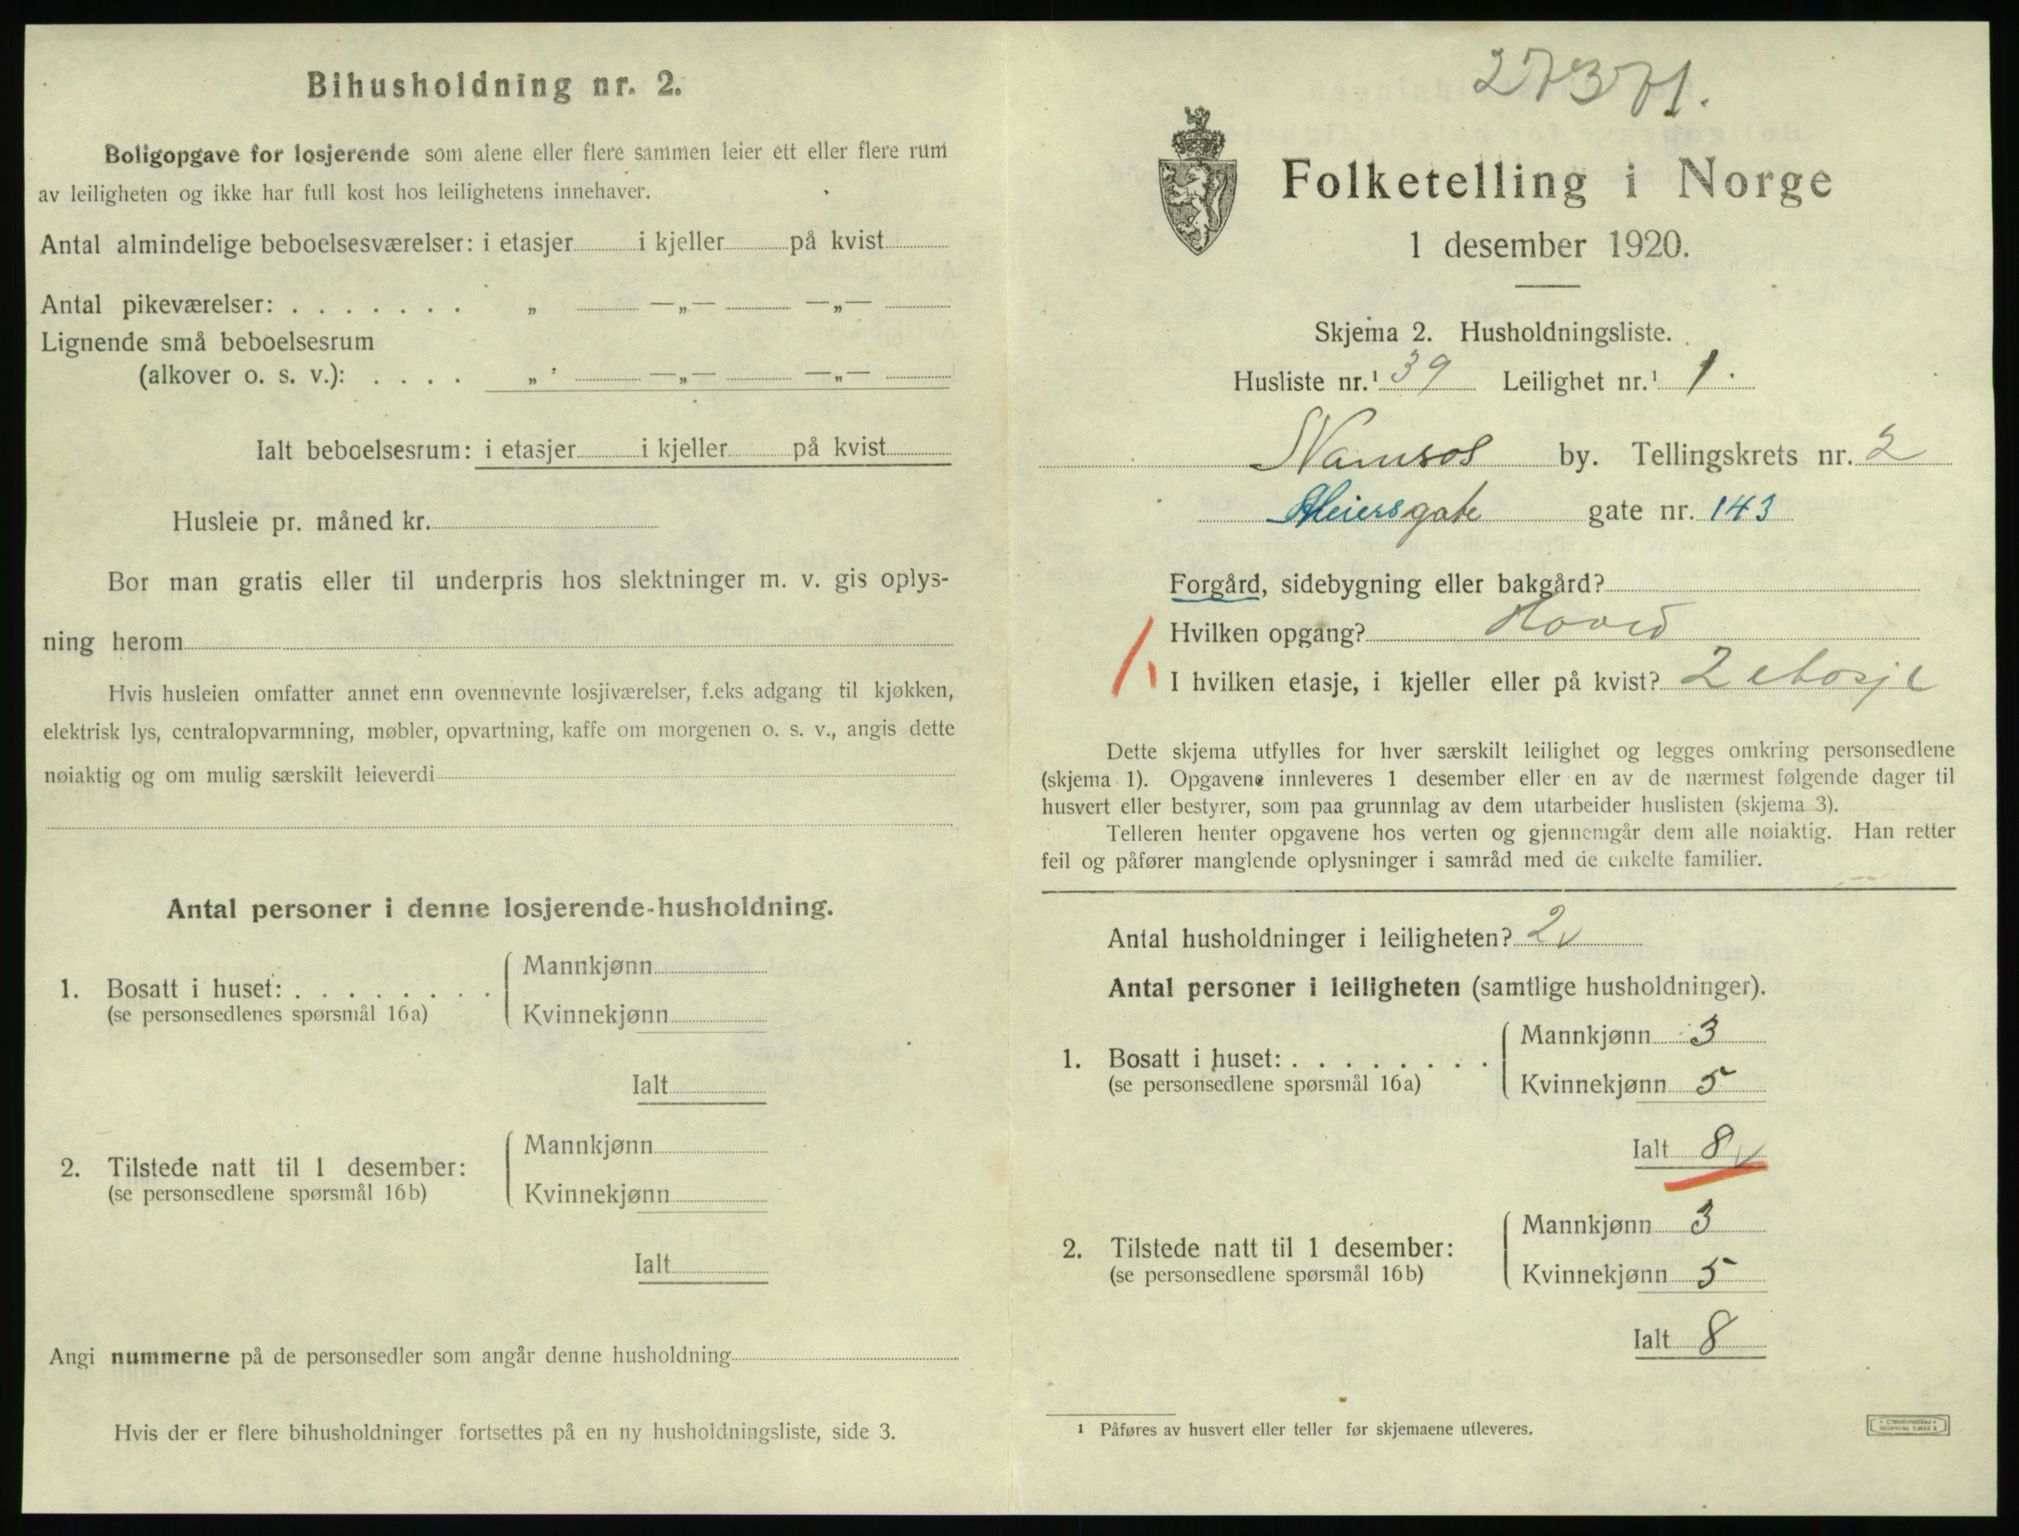 Bihusholdning nr. 2.
Boligopgave for losjerende som alene eller flere sammen leier ett eller flere rum
av leiligheten og ikke har full kost hos leilighetens innehaver.
Antal almindelige beboelsesværelser: i etasjer i kjeller på kvist
Antal pikeværelser: . . . . . . . „ —„— —„—
Lignende små beboelsesrum
(alkover o. s. v.): . . . . „ —„— —„—
Ialt beboelsesrum: i etasjer i kjeller på kvist
Husleie pr. måned kr.
Bor man gratis eller til underpris hos slektninger m. v. gis oplys-
ning herom
Hvis husleien omfatter annet enn ovennevnte losjiværelser, f.eks adgang til kjøkken,
elektrisk lys, centralopvarmning, møbler, opvartning, kaffe om morgenen o. s. v., angis dette
nøiaktig og om mulig særskilt leieverdi
Antal personer i denne losjerende-husholdning.
1. Bosatt i huset: . . . . . . . .
(se personsedlenes spørsmål 16a)
Mannkjønn
Kvinnekjønn
Ialt
2. Tilstede natt til 1 desember:
(se personsedlene spørsmål 16b)
Mannkjønn
Kvinnekjønn
Ialt
Angi nummerne på de personsedler som angår denne husholdning
Hvis der er flere bihusholdninger fortsettes på en ny husholdningsliste, side 3.
27371.
Folketelling i Norge
1 desember 1920.
Skjema 2. Husholdningsliste.
Husliste nr.¹ 39 Leilighet nr.¹ 1.
Namsos by. Tellingskrets nr. 2
Meiersgate gate nr. 143
Forgård, sidebygning eller bakgård?
Hvilken opgang? Hoved
I hvilken etasje, i kjeller eller på kvist? 2 etasje
Dette skjema utfylles for hver særskilt leilighet og legges omkring personsedlene
(skjema 1). Opgavene innleveres 1 desember eller en av de nærmest følgende dager til
husvert eller bestyrer, som paa grunnlag av dem utarbeider huslisten (skjema 3).
Telleren henter opgavene hos verten og gjennemgår dem alle nøiaktig. Han retter
feil og påfører manglende oplysninger i samråd med de enkelte familier.
Antal husholdninger i leiligheten? 2
Antal personer i leiligheten (samtlige husholdninger).
1. Bosatt i huset: . . . . . . . .
(se personsedlene spørsmål 16a)
Mannkjønn 3
Kvinnekjønn 5
Ialt 8
2. Tilstede natt til 1 desember:
(se personsedlene spørsmål 16b)
Mannkjønn 3
Kvinnekjønn 5
Ialt 8
¹ Påføres av husvert eller teller før skjemaene utleveres.